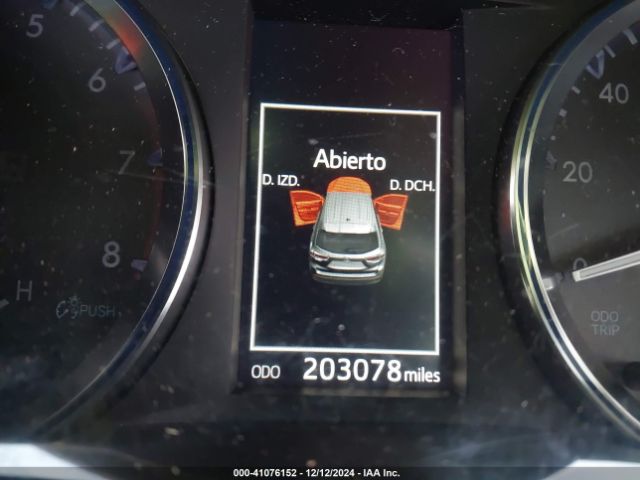 5
6
7
8
H
PUSH
Abierto
D. IZD. D. DCH.
ODO 203078 miles
40
20
0
ODO
TRIP
000-41076152 - 12/12/2024 - IAA Inc.